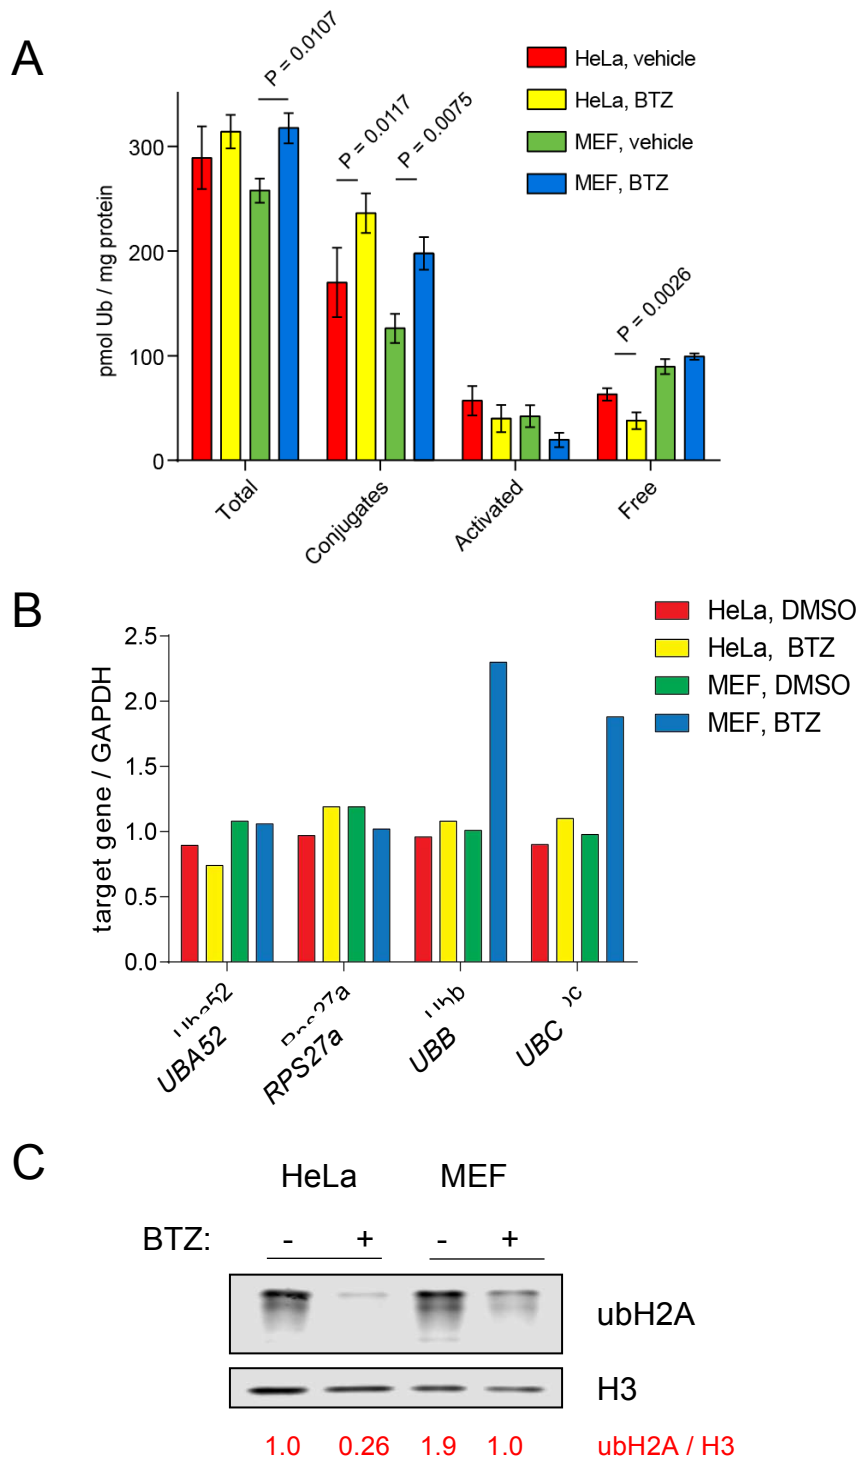 A
HeLa, vehicle
HeLa, BTZ
MEF, vehicle
MEF, BTZ
P = 0.0107
P = 0.0117
P = 0.0075
P = 0.0026
pmol Ub / mg protein
300
200
100
0
Total
Conjugates
Activated
Free
B
HeLa, DMSO
HeLa, BTZ
MEF, DMSO
MEF, BTZ
target gene / GAPDH
2.5
2.0
1.5
1.0
0.5
0.0
UBA52
RPS27a
UBB
UBC
C
HeLa MEF
BTZ: - + - +
ubH2A
H3
1.0 0.26 1.9 1.0 ubH2A / H3